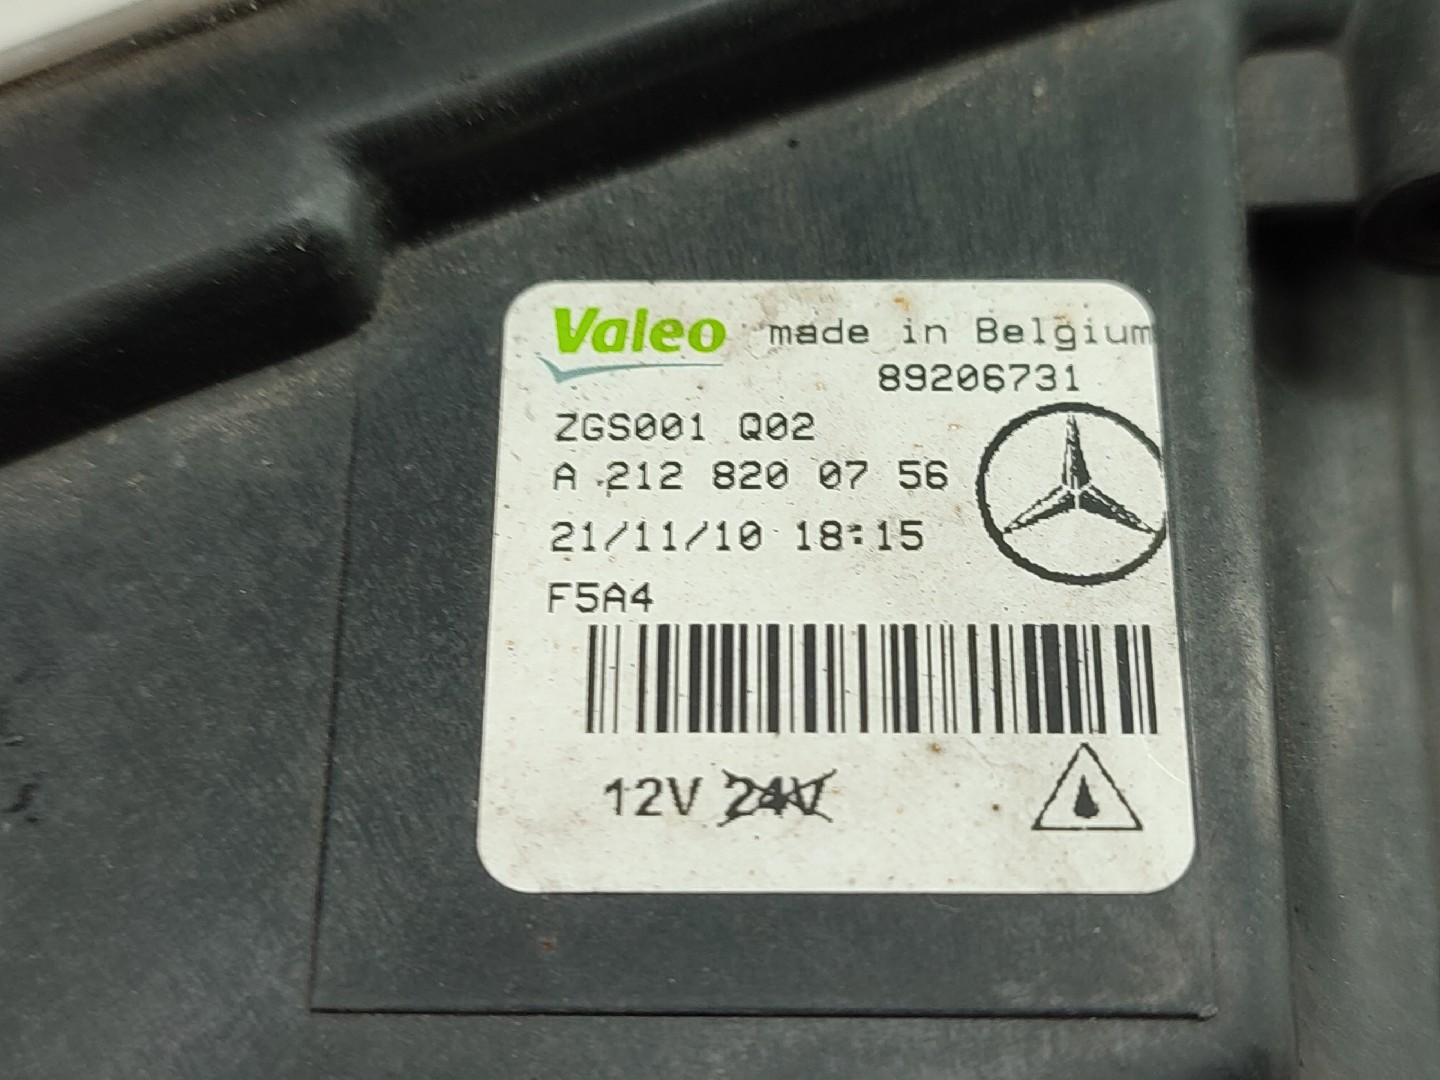 Valeo made in Belgium
89206731
ZGS001 Q02
A 212 820 07 56
21/11/10 18:15
F5A4
12V 24V